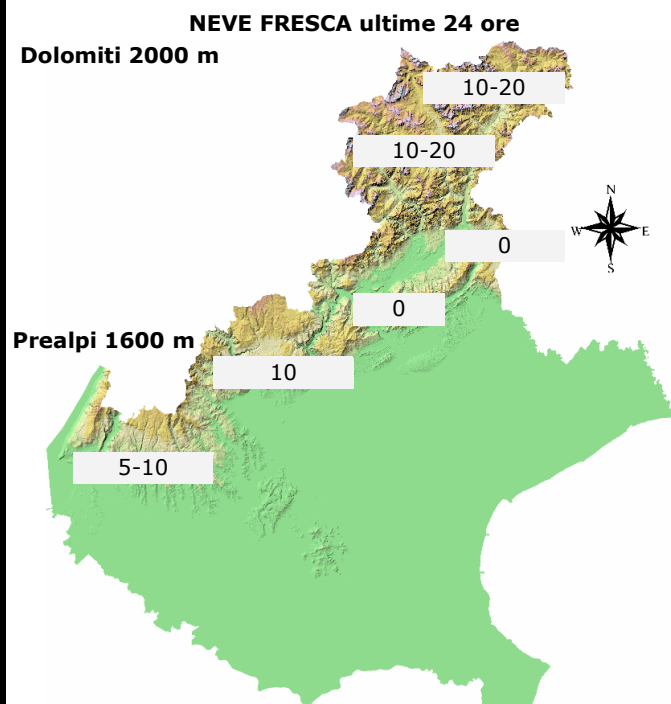 NEVE FRESCA ultime 24 ore
Dolomiti 2000 m
10-20
10-20
N
W E
S
0
0
Prealpi 1600 m
10
5-10